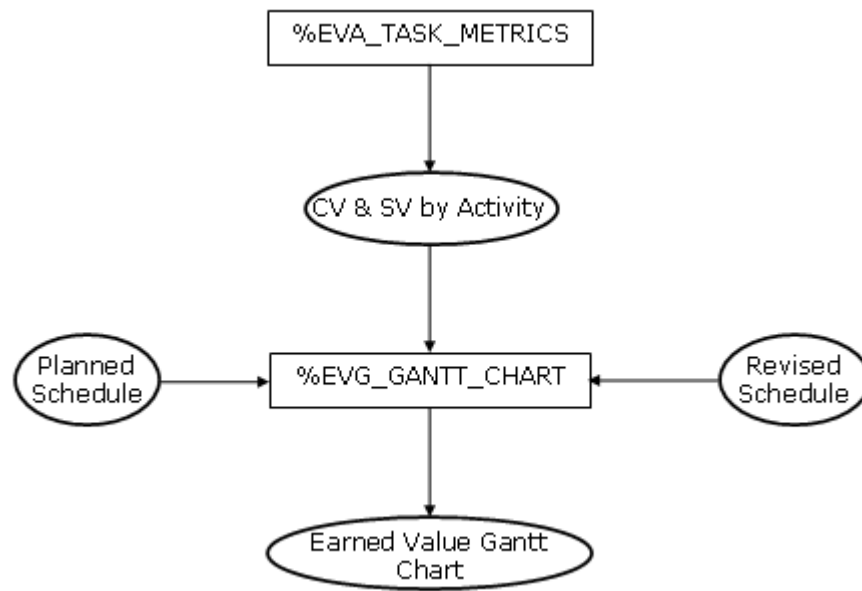 %EVA_TASK_METRICS
CV & SV by Activity
Planned
Schedule
%EVG_GANTT_CHART
Revised
Schedule
Earned Value Gantt
Chart